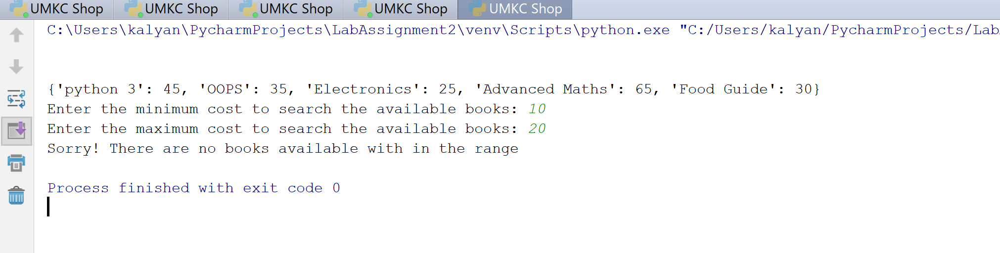 UMKC Shop UMKC Shop UMKC Shop UMKC Shop UMKC Shop
C:\Users\kalyan\PycharmProjects\LabAssignment2\venv\Scripts\python.exe "C:/Users/kalyan/PycharmProjects/Lab
{'python 3': 45, 'OOPS': 35, 'Electronics': 25, 'Advanced Maths': 65, 'Food Guide': 30}
Enter the minimum cost to search the available books: 10
Enter the maximum cost to search the available books: 20
Sorry! There are no books available with in the range
Process finished with exit code 0